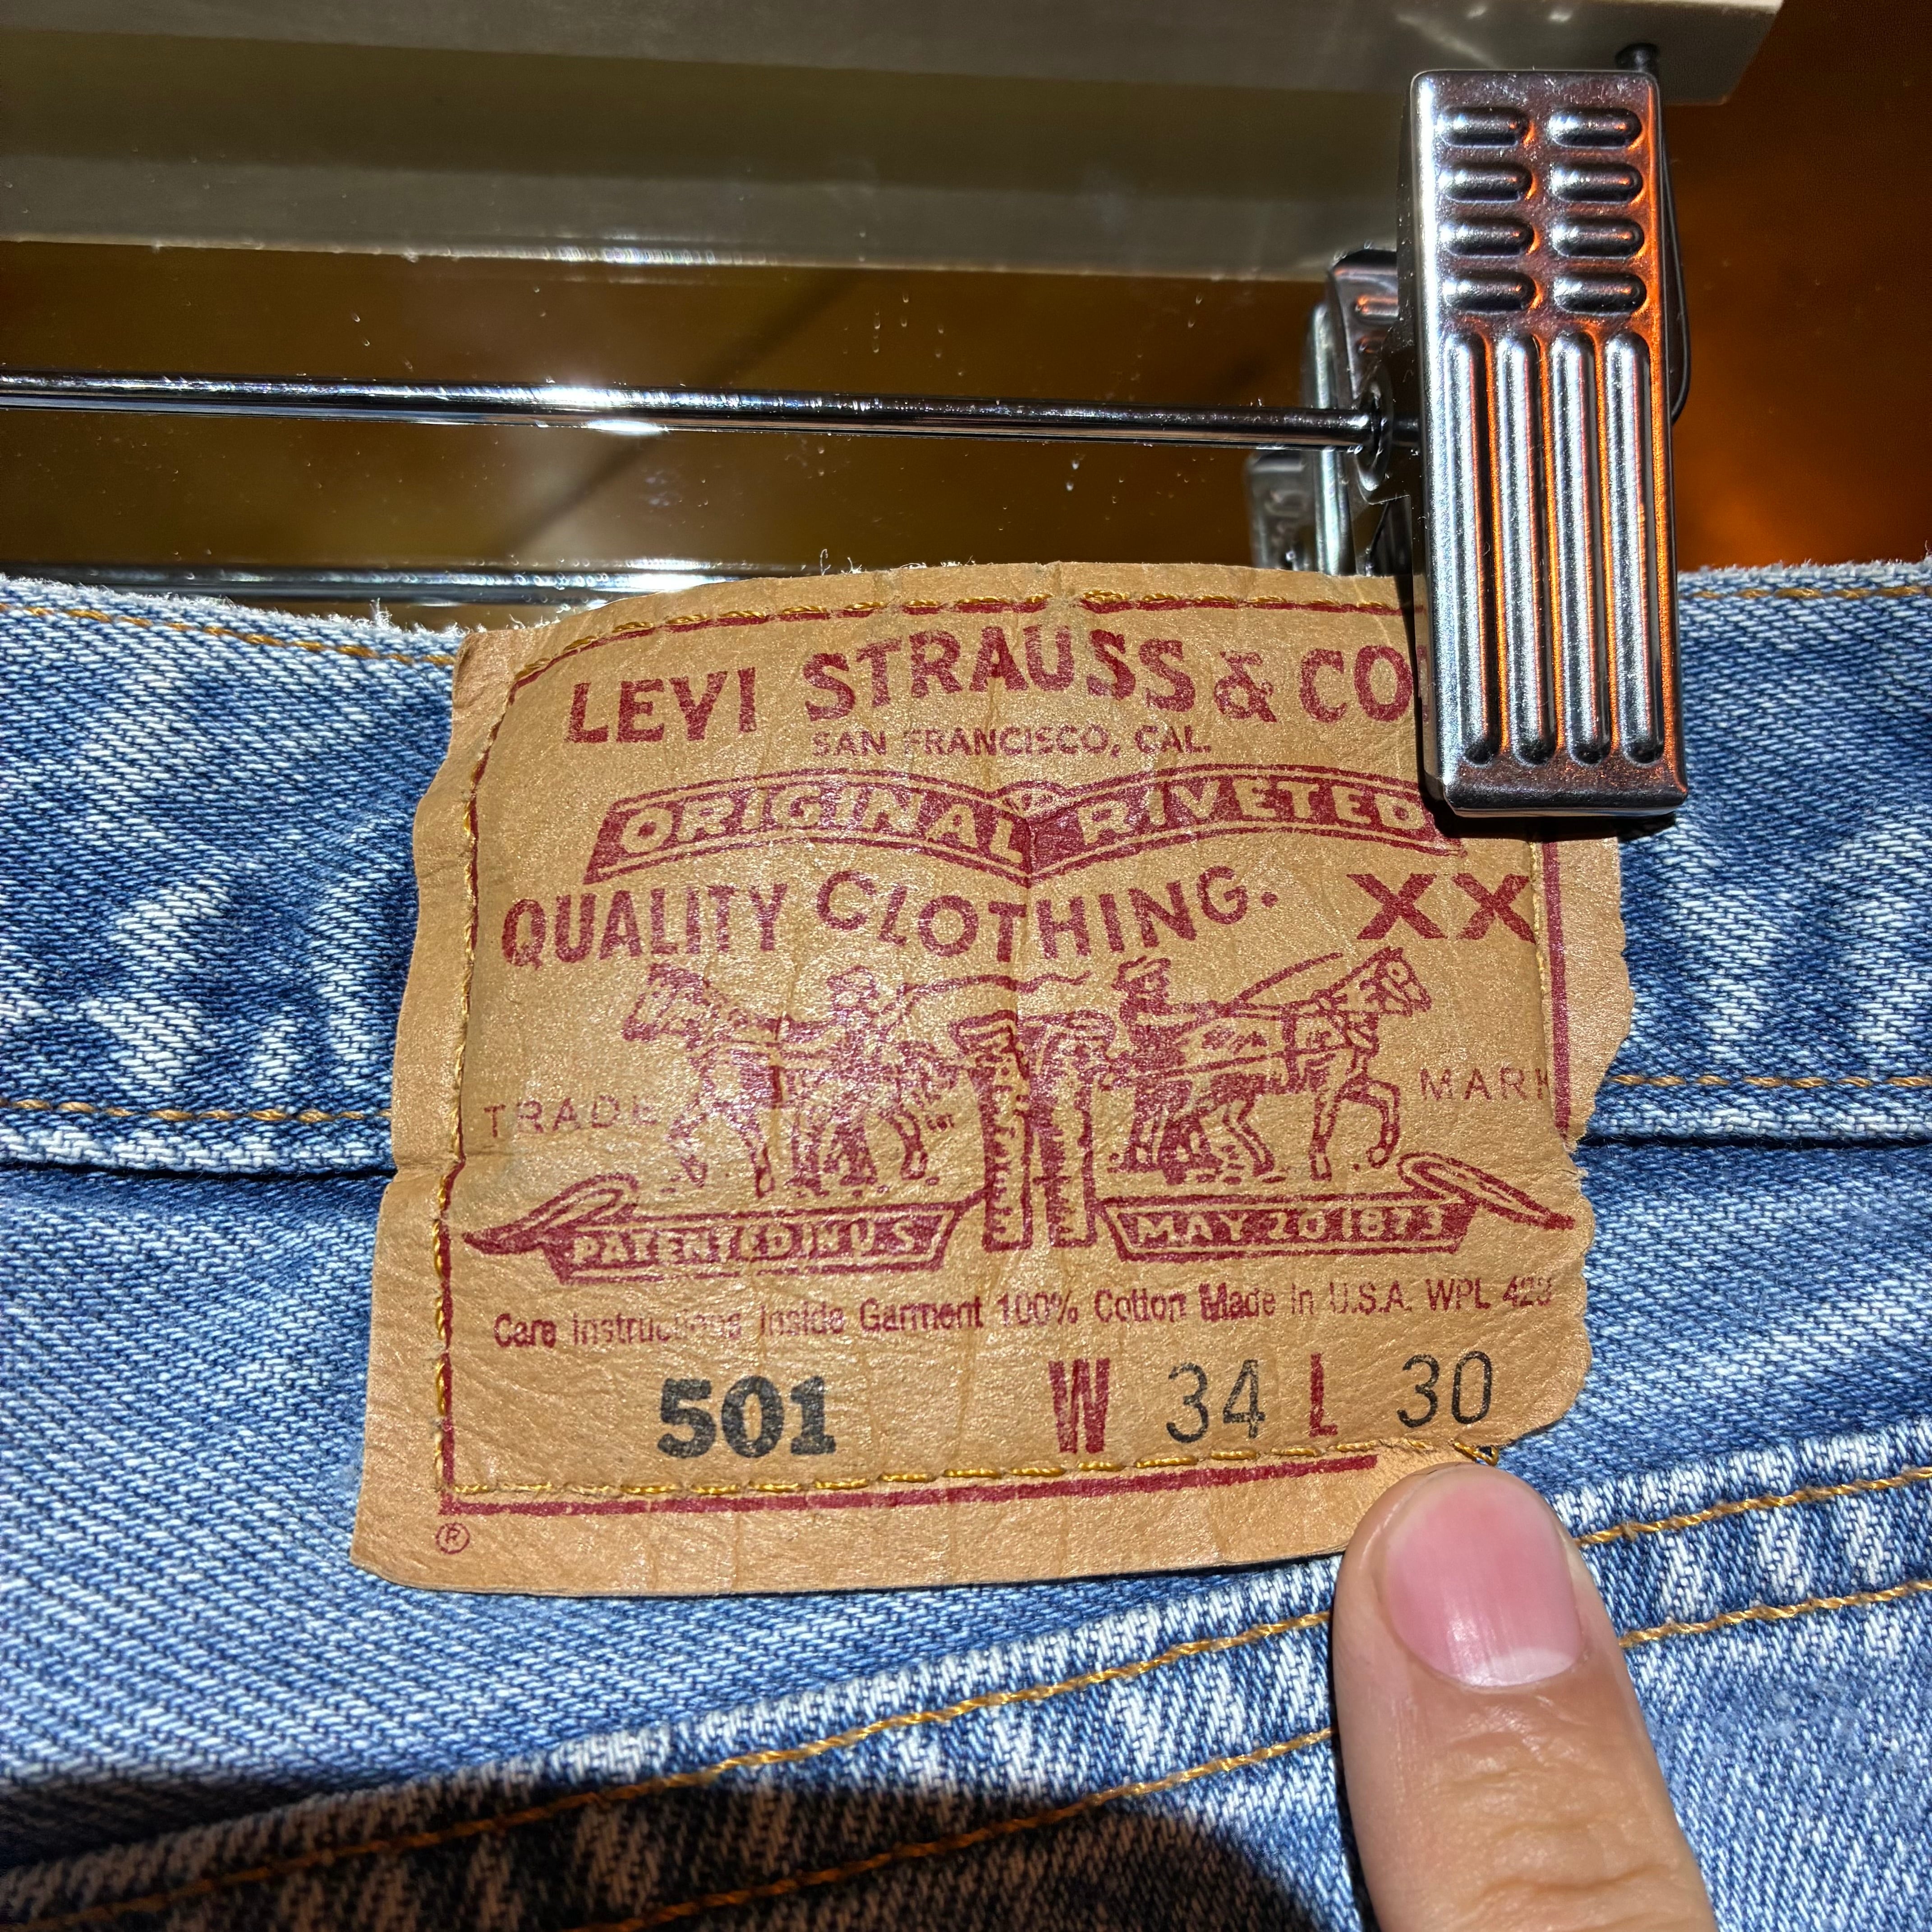 LEVI STRAUSS & CO.
SAN FRANCISCO, CAL.
ORIGINAL RIVETED
QUALITY CLOTHING. XX
TRADE MARK
PATENTED IN U.S. MAY 20 1873
Care Instructions Inside Garment 100% Cotton Made in U.S.A. WPL 423
501 W 34 L 30
®